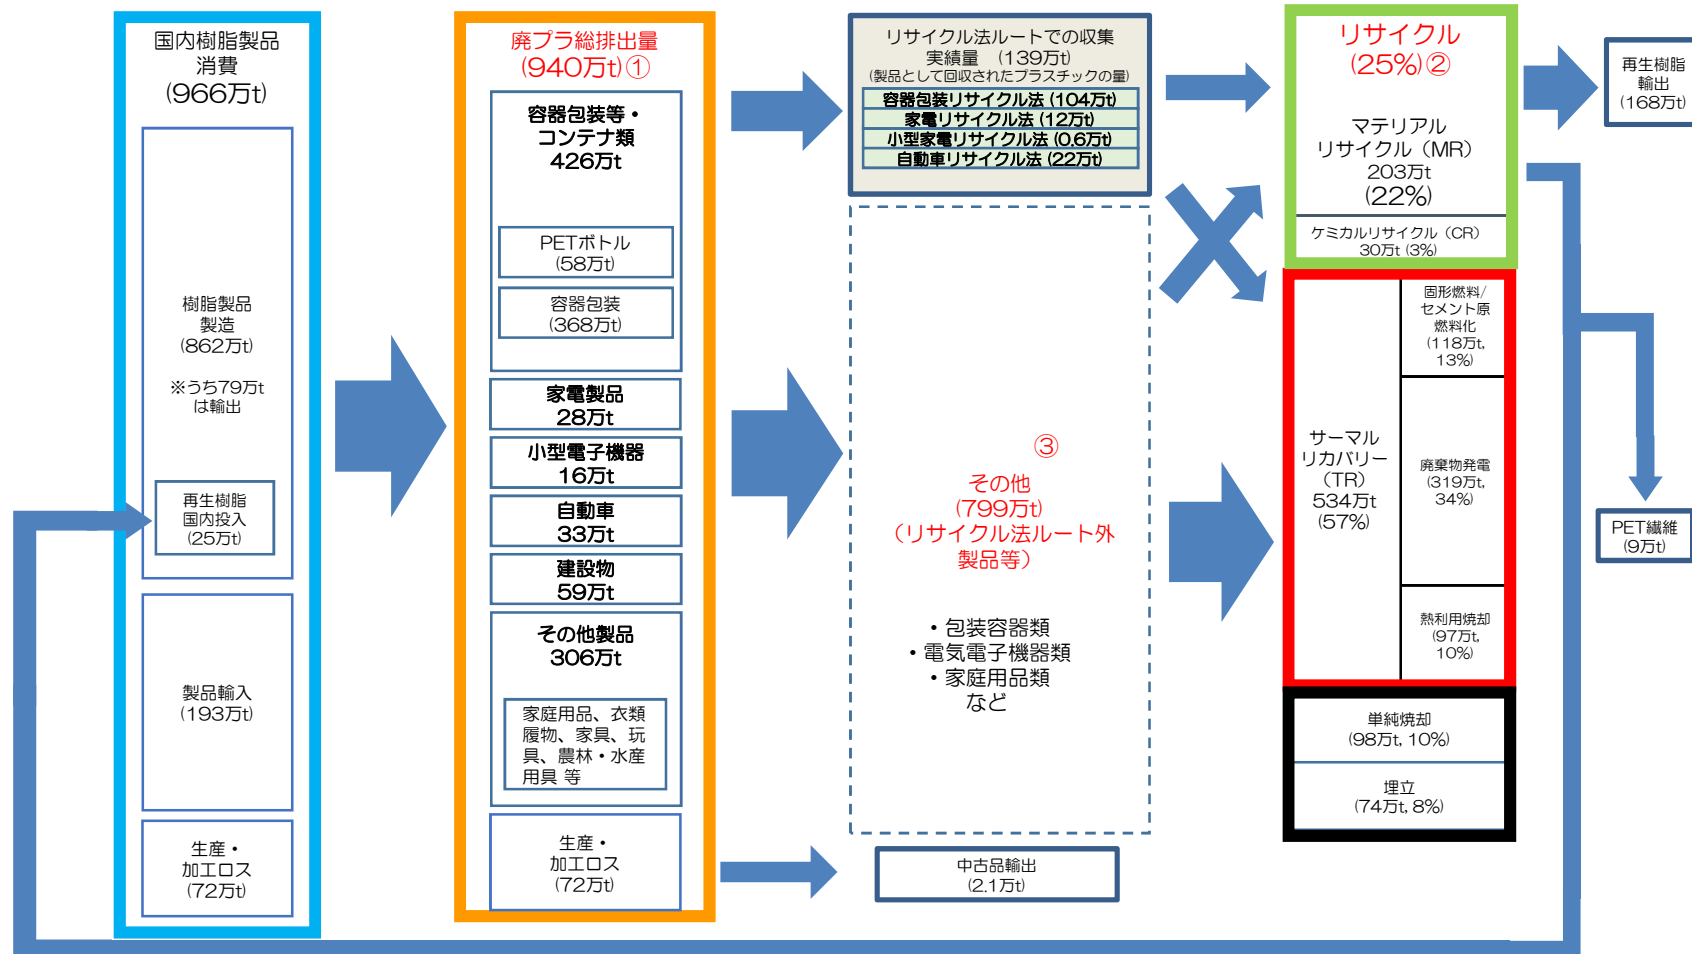 国内樹脂製品
消費
(966万t)
樹脂製品
製造
(862万t)
※うち79万t
は輸出
再生樹脂
国内投入
(25万t)
製品輸入
(193万t)
生産・
加工ロス
(72万t)
廃プラ総排出量
(940万t)①
容器包装等・
コンテナ類
426万t
PETボトル
(58万t)
容器包装
(368万t)
家電製品
28万t
小型電子機器
16万t
自動車
33万t
建設物
59万t
その他製品
306万t
家庭用品、衣類
履物、家具、玩
具、農林・水産
用具 等
生産・
加工ロス
(72万t)
リサイクル法ルートでの収集
実績量 (139万t)
(製品として回収されたプラスチックの量)
容器包装リサイクル法 (104万t)
家電リサイクル法 (12万t)
小型家電リサイクル法 (0.6万t)
自動車リサイクル法 (22万t)
③
その他
(799万t)
(リサイクル法ルート外
製品等)
・包装容器類
・電気電子機器類
・家庭用品類
など
中古品輸出
(2.1万t)
リサイクル
(25%)②
マテリアル
リサイクル(MR)
203万t
(22%)
ケミカルリサイクル(CR)
30万t (3%)
サーマル
リカバリー
(TR)
534万t
(57%)
固形燃料/
セメント原
燃料化
(118万t,
13%)
廃棄物発電
(319万t,
34%)
熱利用焼却
(97万t,
10%)
単純焼却
(98万t, 10%)
埋立
(74万t, 8%)
再生樹脂
輸出
(168万t)
PET繊維
(9万t)